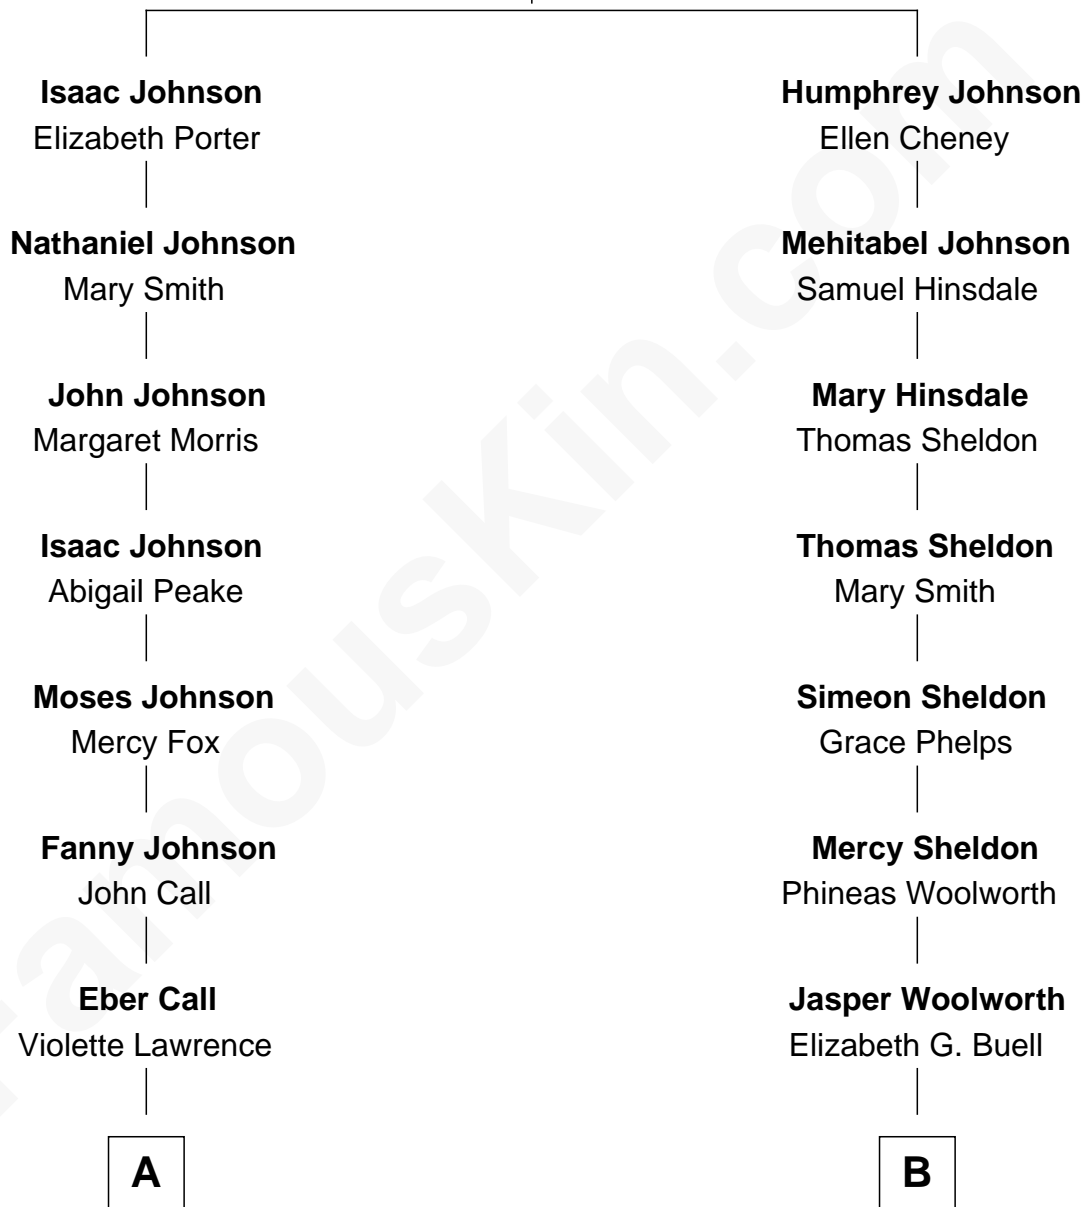 Isaac Johnson
Elizabeth Porter
Nathaniel Johnson
Mary Smith
John Johnson
Margaret Morris
Isaac Johnson
Abigail Peake
Moses Johnson
Mercy Fox
Fanny Johnson
John Call
Eber Call
Violette Lawrence
A
Humphrey Johnson
Ellen Cheney
Mehitabel Johnson
Samuel Hinsdale
Mary Hinsdale
Thomas Sheldon
Thomas Sheldon
Mary Smith
Simeon Sheldon
Grace Phelps
Mercy Sheldon
Phineas Woolworth
Jasper Woolworth
Elizabeth G. Buell
B
FamousKin.com